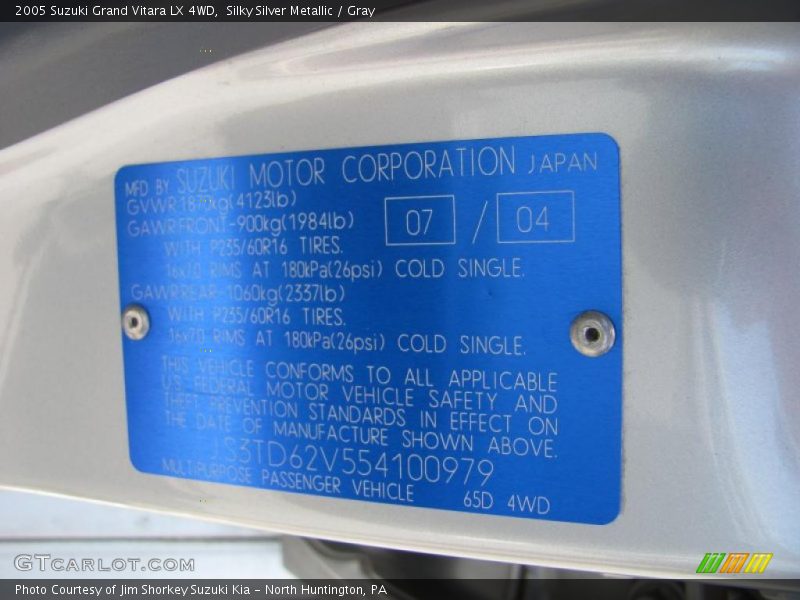 2005 Suzuki Grand Vitara LX 4WD,  Silky Silver Metallic / Gray
MFD BY SUZUKI MOTOR CORPORATION JAPAN
GVWR1870kg(4123lb)
GAWRFRONT-900kg(1984lb)
07 / 04
WITH P235/60R16 TIRES.
16x7.0 RIMS AT 180kPa(26psi) COLD SINGLE.
GAWRREAR-1060kg(2337lb)
WITH P235/60R16 TIRES.
16x7.0 RIMS AT 180kPa(26psi) COLD SINGLE.
THIS VEHICLE CONFORMS TO ALL APPLICABLE
U.S. FEDERAL MOTOR VEHICLE SAFETY AND
THEFT PREVENTION STANDARDS IN EFFECT ON
THE DATE OF MANUFACTURE SHOWN ABOVE.
JS3TD62V554100979
MULTIPURPOSE PASSENGER VEHICLE 65D 4WD
GTCARLOT.COM
Photo Courtesy of Jim Shorkey Suzuki Kia - North Huntington, PA